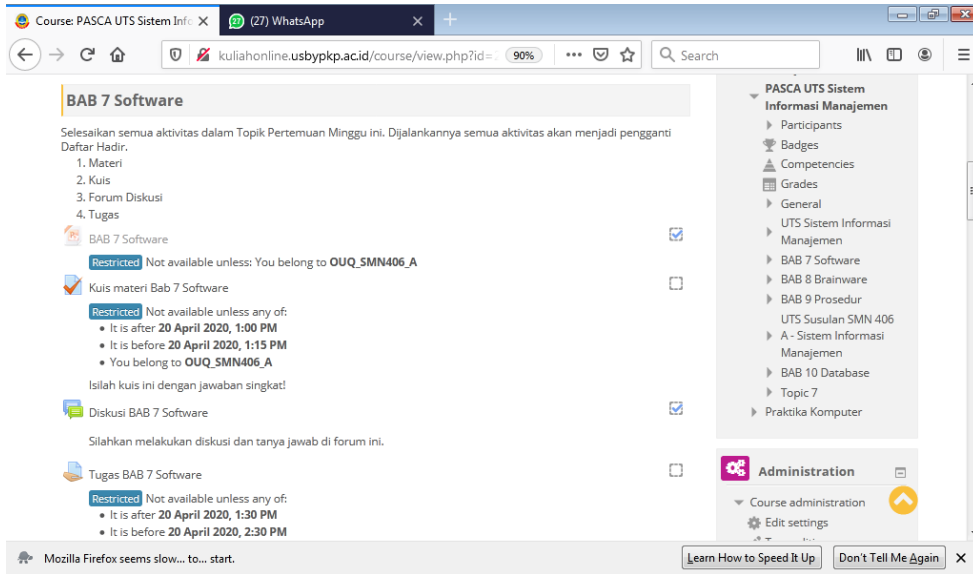 Course: PASCA UTS Sistem Info
27 (27) WhatsApp
kuliahonline.usbypkp.ac.id/course/view.php?id=
90%
Search
BAB 7 Software
Selesaikan semua aktivitas dalam Topik Pertemuan Minggu ini. Dijalankannya semua aktivitas akan menjadi pengganti
Daftar Hadir.
1. Materi
2. Kuis
3. Forum Diskusi
4. Tugas
BAB 7 Software
Restricted Not available unless: You belong to OUQ_SMN406_A
Kuis materi Bab 7 Software
Restricted Not available unless any of:
• It is after 20 April 2020, 1:00 PM
• It is before 20 April 2020, 1:15 PM
• You belong to OUQ_SMN406_A
Isilah kuis ini dengan jawaban singkat!
Diskusi BAB 7 Software
Silahkan melakukan diskusi dan tanya jawab di forum ini.
Tugas BAB 7 Software
Restricted Not available unless any of:
• It is after 20 April 2020, 1:30 PM
• It is before 20 April 2020, 2:30 PM
PASCA UTS Sistem
Informasi Manajemen
Participants
Badges
Competencies
Grades
General
UTS Sistem Informasi
Manajemen
BAB 7 Software
BAB 8 Brainware
BAB 9 Prosedur
UTS Susulan SMN 406
A - Sistem Informasi
Manajemen
BAB 10 Database
Topic 7
Praktika Komputer
Administration
Course administration
Edit settings
Mozilla Firefox seems slow... to... start.
Learn How to Speed It Up
Don't Tell Me Again